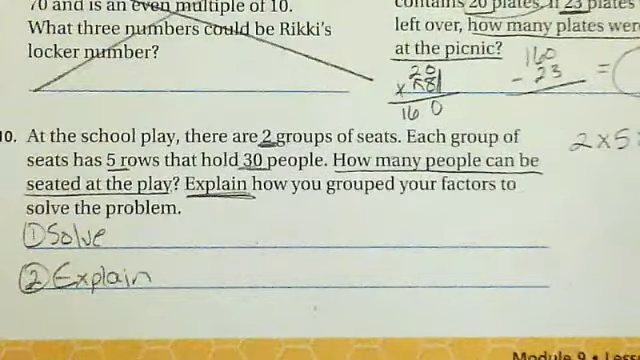 70 and is an even multiple of 10.
What three numbers could be Rikki's
locker number?
contains 20 plates. If 23 plates
left over, how many plates were
at the picnic?
20
× 8
160
160
- 23
=
10. At the school play, there are 2 groups of seats. Each group of
seats has 5 rows that hold 30 people. How many people can be
seated at the play? Explain how you grouped your factors to
solve the problem.
2×5
① Solve
② Explain
Module 9 • Less